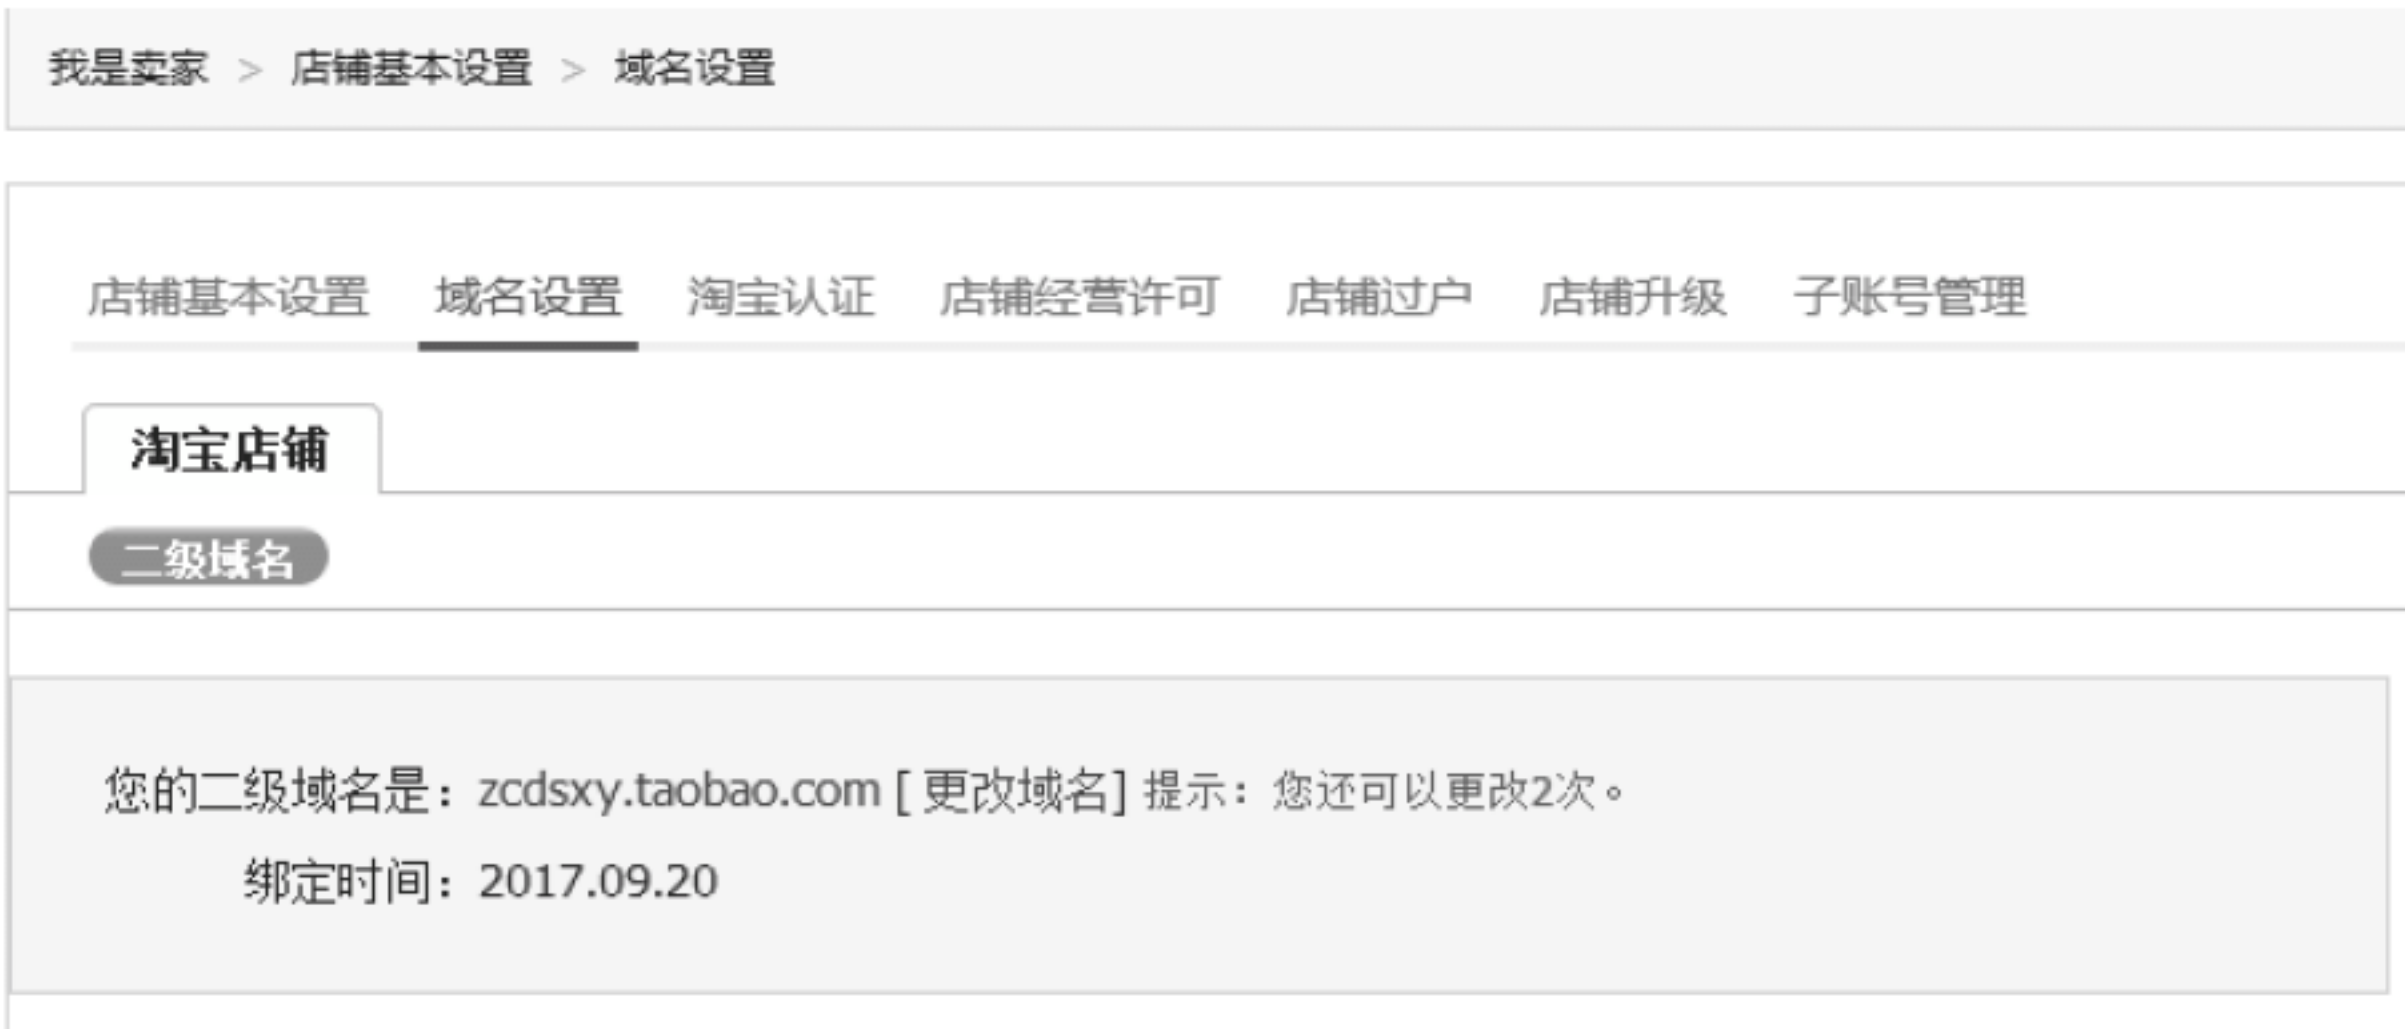 我是卖家 > 店铺基本设置 > 域名设置
店铺基本设置 域名设置 淘宝认证 店铺经营许可 店铺过户 店铺升级 子账号管理
淘宝店铺
二级域名
您的二级域名是：zcdsxy.taobao.com [ 更改域名] 提示：您还可以更改2次。
绑定时间：2017.09.20